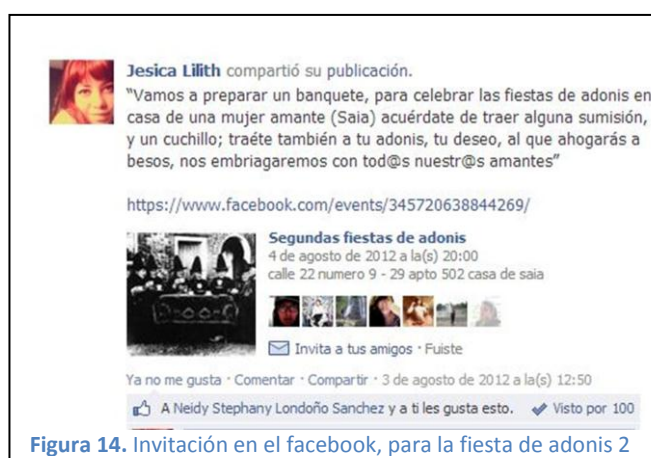 Jesica Lilith compartió su publicación.
“Vamos a preparar un banquete, para celebrar las fiestas de adonis en
casa de una mujer amante (Saia) acuérdate de traer alguna sumisión,
y un cuchillo; traéte también a tu adonis, tu deseo, al que ahogarás a
besos, nos embriagaremos con tod@s nuestr@s amantes”
https://www.facebook.com/events/345720638844269/
Segundas fiestas de adonis
4 de agosto de 2012 a la(s) 20:00
calle 22 numero 9 - 29 apto 502 casa de saia
Invita a tus amigos · Fuiste
Ya no me gusta · Comentar · Compartir · 3 de agosto de 2012 a la(s) 12:50
A Neidy Stephany Londoño Sanchez y a ti les gusta esto. Visto por 100
Figura 14. Invitación en el facebook, para la fiesta de adonis 2